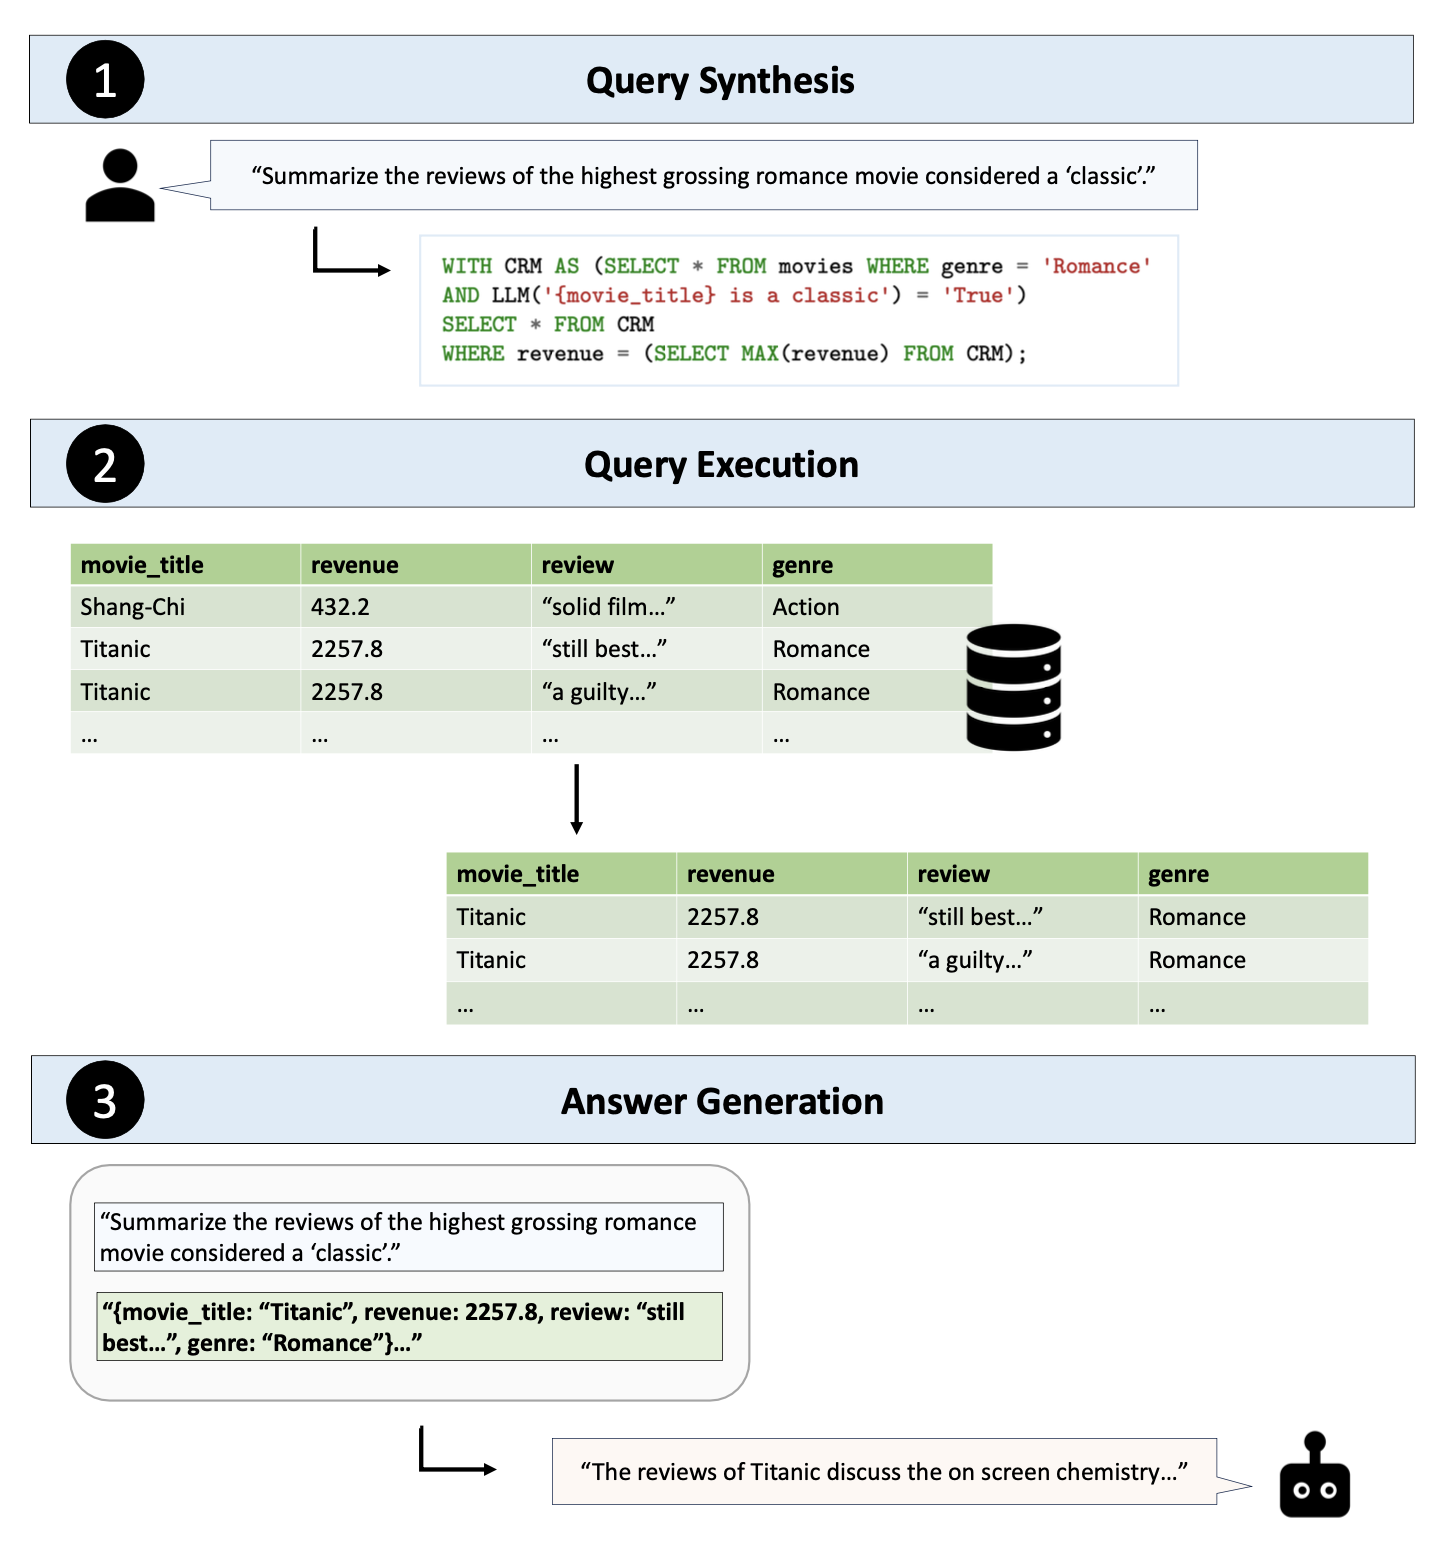 1
Query Synthesis
“Summarize the reviews of the highest grossing romance movie considered a ‘classic’.”
WITH CRM AS (SELECT * FROM movies WHERE genre = 'Romance'
AND LLM('{movie_title} is a classic') = 'True')
SELECT * FROM CRM
WHERE revenue = (SELECT MAX(revenue) FROM CRM);
2
Query Execution
movie_title revenue review genre
Shang-Chi 432.2 “solid film…” Action
Titanic 2257.8 “still best…” Romance
Titanic 2257.8 “a guilty…” Romance
… … … …
movie_title revenue review genre
Titanic 2257.8 “still best…” Romance
Titanic 2257.8 “a guilty…” Romance
… … … …
3
Answer Generation
“Summarize the reviews of the highest grossing romance
movie considered a ‘classic’.”
“{movie_title: “Titanic”, revenue: 2257.8, review: “still
best…”, genre: “Romance”}…”
“The reviews of Titanic discuss the on screen chemistry…”